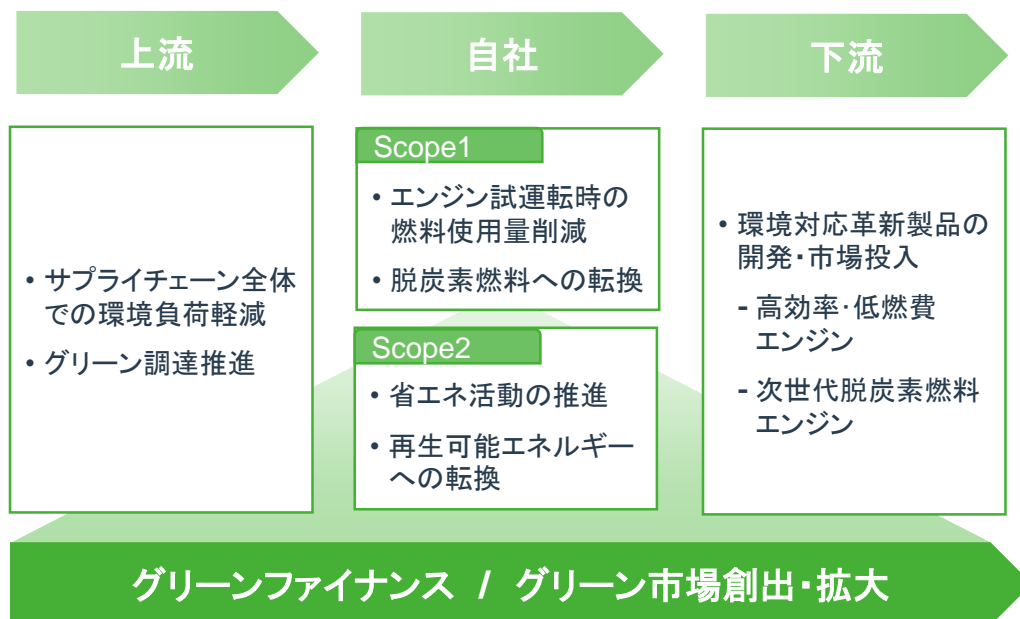 上流
自社
下流
・サプライチェーン全体
での環境負荷軽減
・グリーン調達推進
Scope1
・エンジン試運転時の
燃料使用量削減
・脱炭素燃料への転換
Scope2
・省エネ活動の推進
・再生可能エネルギー
への転換
・環境対応革新製品の
開発・市場投入
- 高効率・低燃費
エンジン
- 次世代脱炭素燃料
エンジン
グリーンファイナンス / グリーン市場創出・拡大